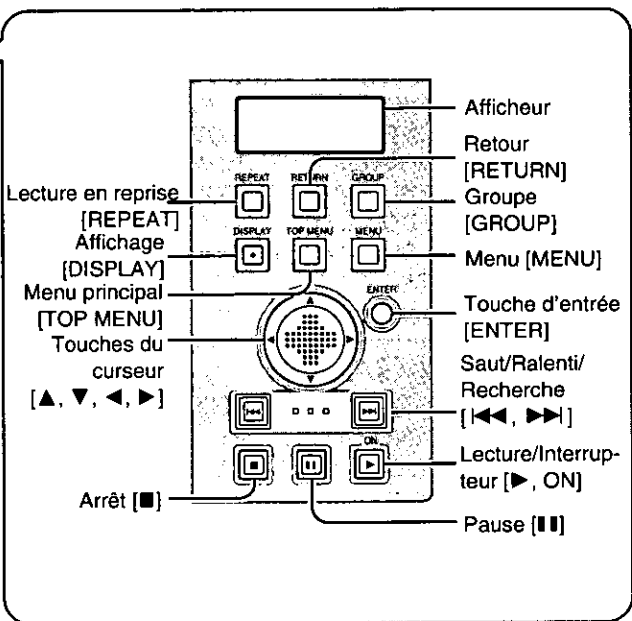 Afficheur
Retour
[RETURN]
Groupe
[GROUP]
Menu [MENU]
Touche d'entrée
[ENTER]
Saut/Ralenti/
Recherche
[⏮, ⏭]
Lecture/Interrup-
teur [▶, ON]
Pause [❚❚]
Lecture en reprise
[REPEAT]
Affichage
[DISPLAY]
Menu principal
[TOP MENU]
Touches du
curseur
[▲, ▼, ◀, ▶]
Arrêt [■]
REPEAT RETURN GROUP
DISPLAY TOP MENU MENU
ENTER
ON